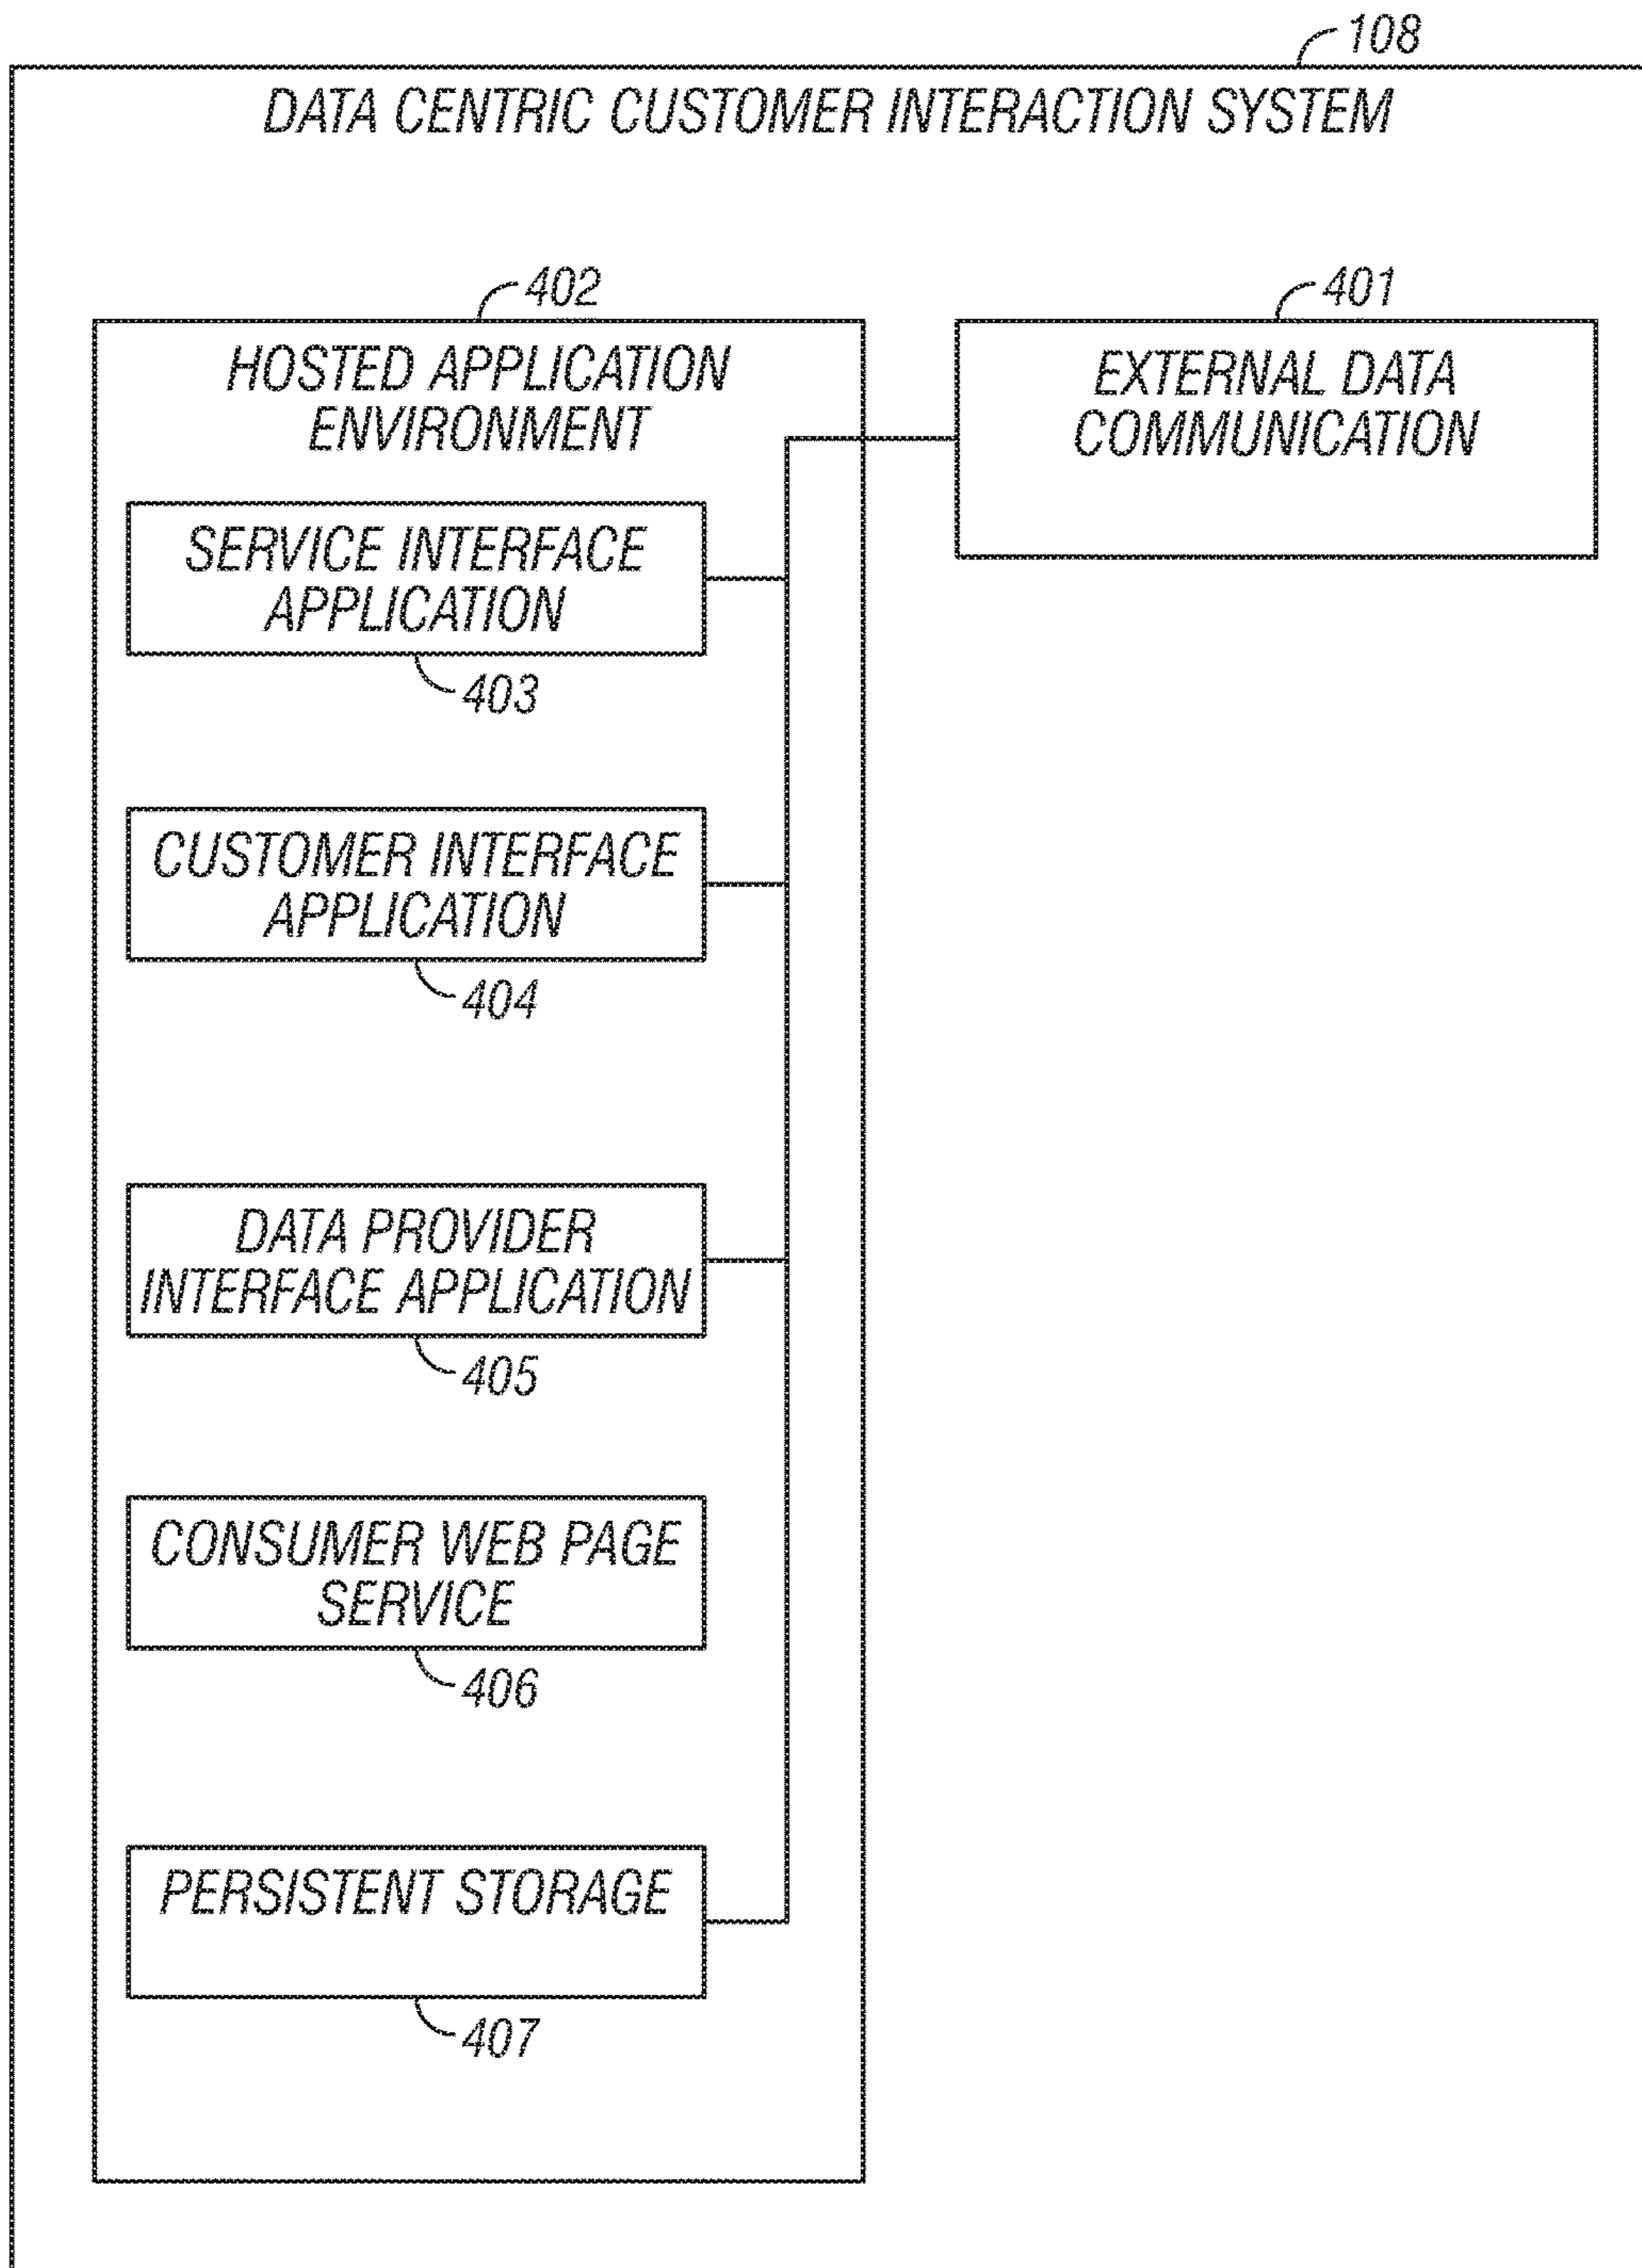 108
DATA CENTRIC CUSTOMER INTERACTION SYSTEM
402
401
HOSTED APPLICATION
ENVIRONMENT
EXTERNAL DATA
COMMUNICATION
SERVICE INTERFACE
APPLICATION
403
CUSTOMER INTERFACE
APPLICATION
404
DATA PROVIDER
INTERFACE APPLICATION
405
CONSUMER WEB PAGE
SERVICE
406
PERSISTENT STORAGE
407